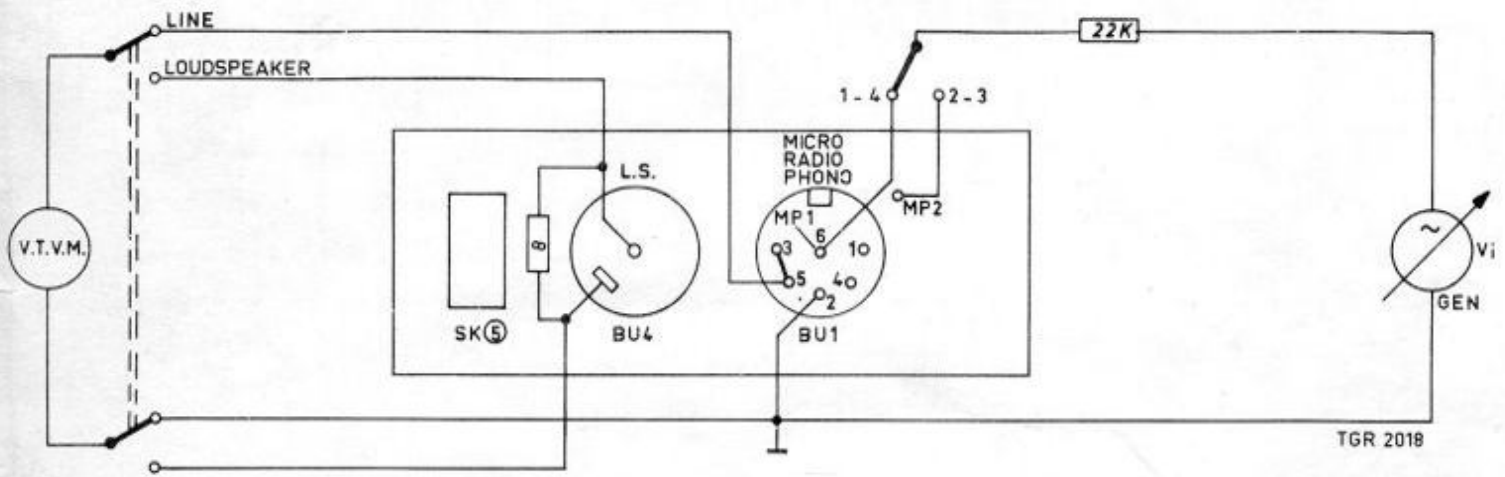 LINE
22K
LOUDSPEAKER
1-4
2-3
MICRO
RADIO
PHONO
L.S.
MP1
MP2
6
3
1
V.T.V.M.
8
~
Vi
5
4
2
GEN
SK⑤
BU4
BU1
TGR 2018